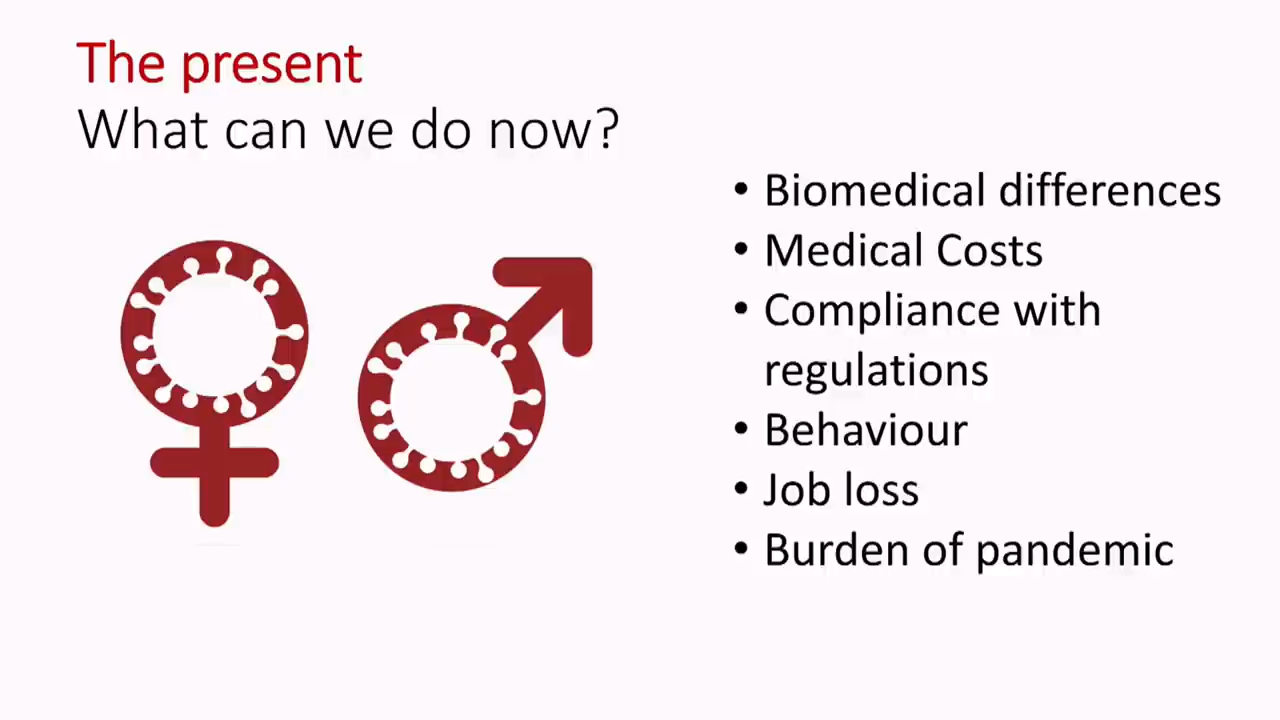 The present
What can we do now?
• Biomedical differences
• Medical Costs
• Compliance with
regulations
• Behaviour
• Job loss
• Burden of pandemic